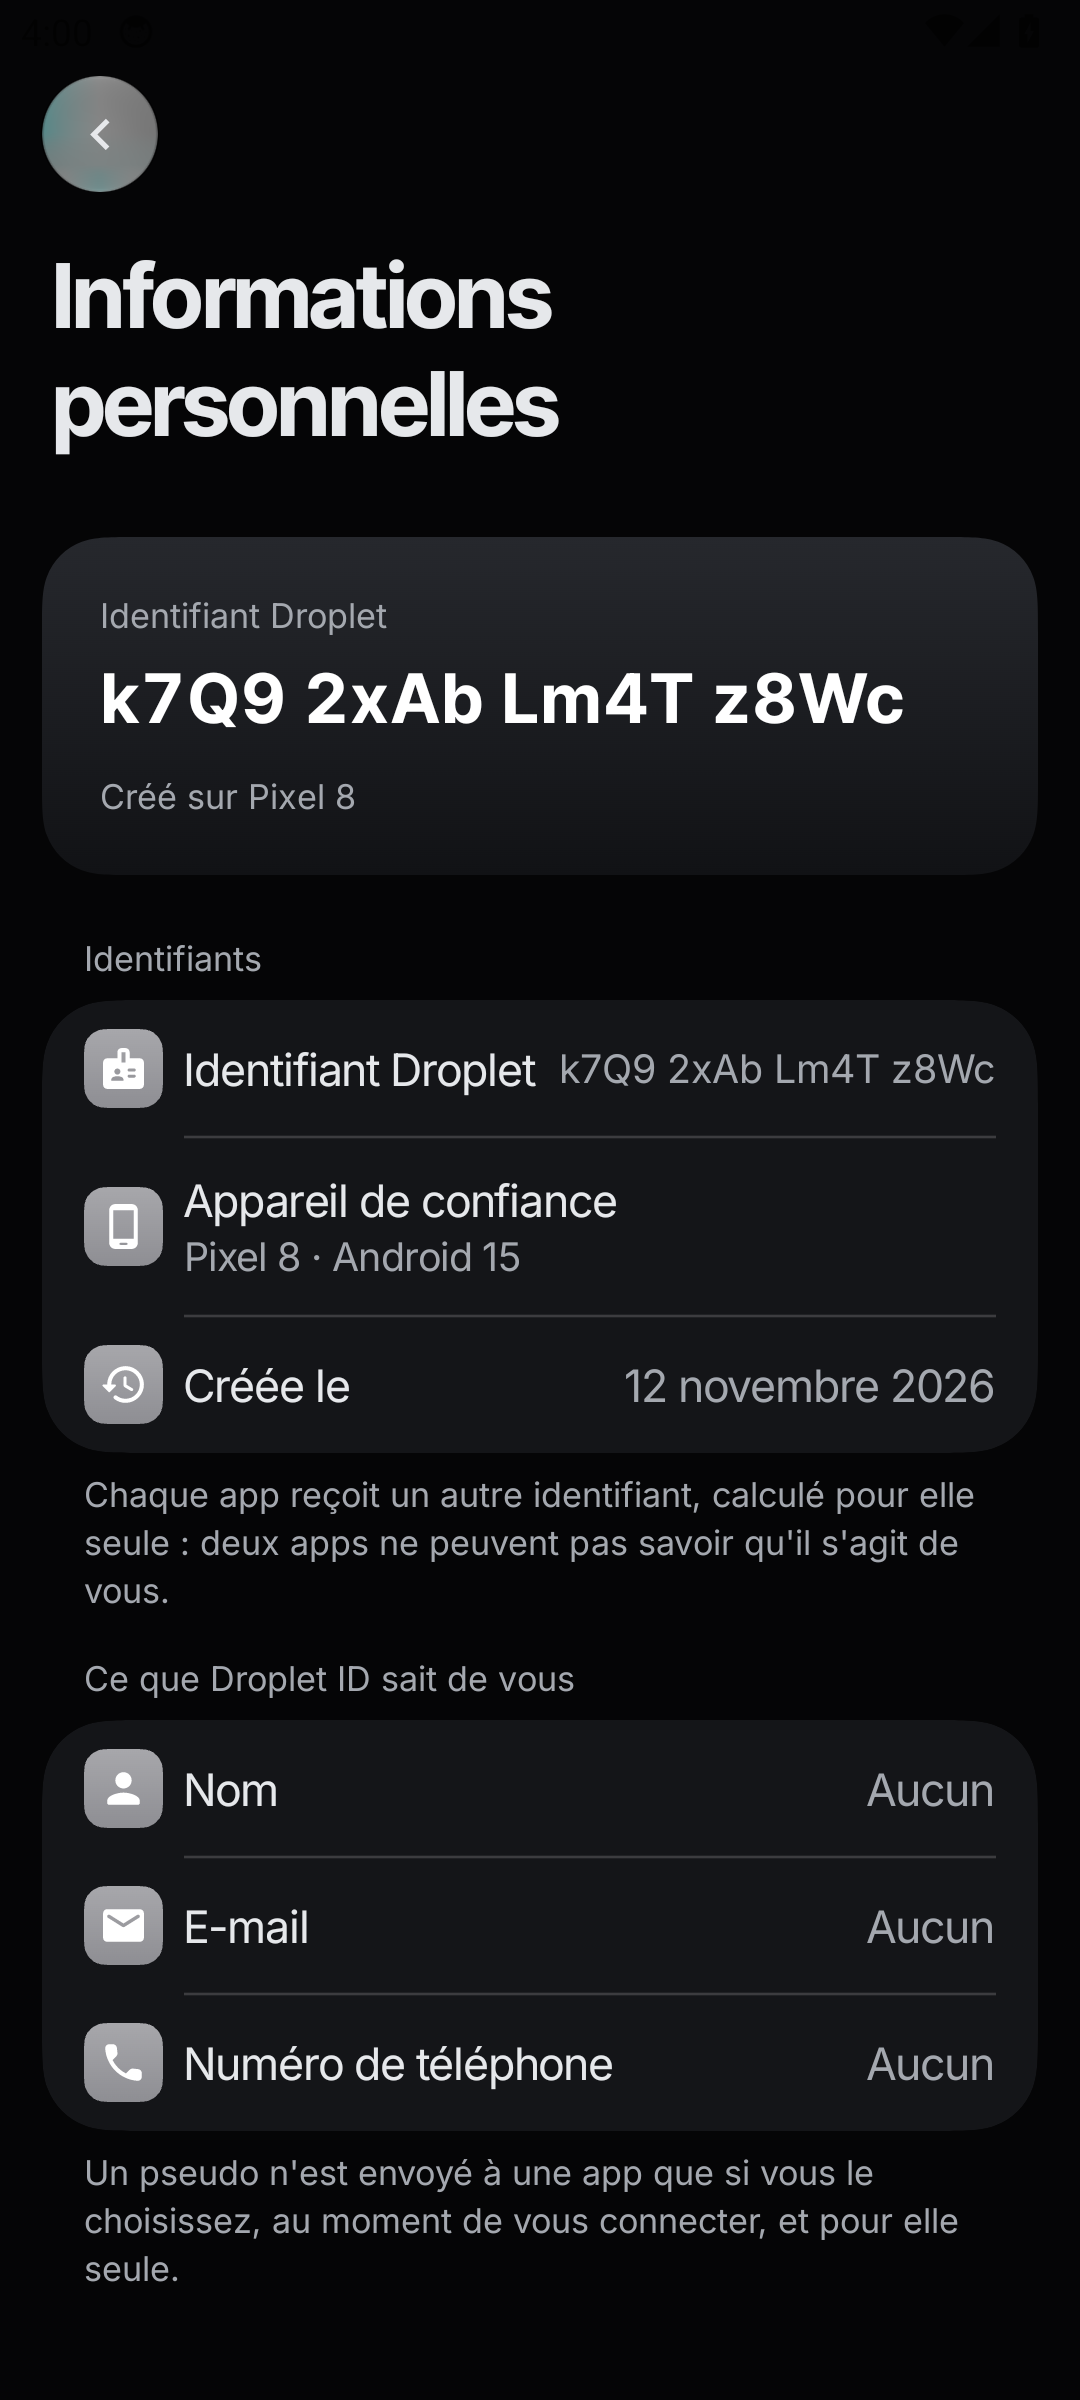 4:00
Informations
personnelles
Identifiant Droplet
k7Q9 2xAb Lm4T z8Wc
Créé sur Pixel 8
Identifiants
Identifiant Droplet k7Q9 2xAb Lm4T z8Wc
Appareil de confiance
Pixel 8 · Android 15
Créée le 12 novembre 2026
Chaque app reçoit un autre identifiant, calculé pour elle
seule : deux apps ne peuvent pas savoir qu'il s'agit de
vous.
Ce que Droplet ID sait de vous
Nom Aucun
E-mail Aucun
Numéro de téléphone Aucun
Un pseudo n'est envoyé à une app que si vous le
choisissez, au moment de vous connecter, et pour elle
seule.